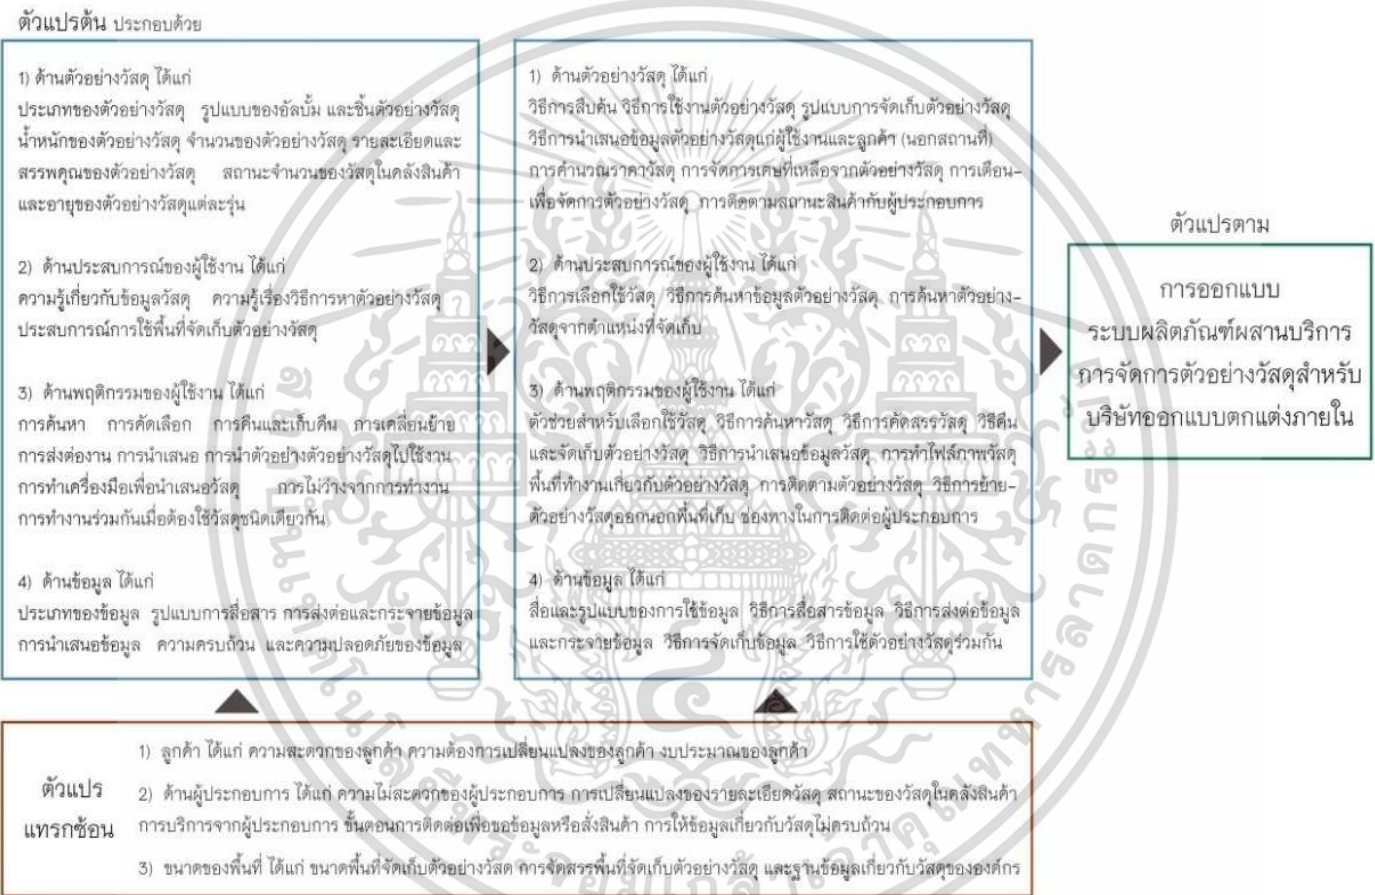 ตัวแปรต้น ประกอบด้วย
1) ด้านตัวอย่างวัสดุ ได้แก่
ประเภทของตัวอย่างวัสดุ รูปแบบของอัลบั้ม และชิ้นตัวอย่างวัสดุ
น้ำหนักของตัวอย่างวัสดุ จำนวนของตัวอย่างวัสดุ รายละเอียดและ
สรรพคุณของตัวอย่างวัสดุ สถานะจำนวนของวัสดุในคลังสินค้า
และอายุของตัวอย่างวัสดุแต่ละรุ่น
2) ด้านประสบการณ์ของผู้ใช้งาน ได้แก่
ความรู้เกี่ยวกับข้อมูลวัสดุ ความรู้เรื่องวิธีการหาตัวอย่างวัสดุ
ประสบการณ์การใช้พื้นที่จัดเก็บตัวอย่างวัสดุ
3) ด้านพฤติกรรมของผู้ใช้งาน ได้แก่
การค้นหา การคัดเลือก การคืนและเก็บคืน การเคลื่อนย้าย
การส่งต่องาน การนำเสนอ การนำตัวอย่างตัวอย่างวัสดุไปใช้งาน
การทำเครื่องมือเพื่อนำเสนอวัสดุ การไม่ว่างจากการทำงาน
การทำงานร่วมกันเมื่อต้องใช้วัสดุชนิดเดียวกัน
4) ด้านข้อมูล ได้แก่
ประเภทของข้อมูล รูปแบบการสื่อสาร การส่งต่อและกระจายข้อมูล
การนำเสนอข้อมูล ความครบถ้วน และความปลอดภัยของข้อมูล
1) ด้านตัวอย่างวัสดุ ได้แก่
วิธีการสืบค้น วิธีการใช้งานตัวอย่างวัสดุ รูปแบบการจัดเก็บตัวอย่างวัสดุ
วิธีการนำเสนอข้อมูลตัวอย่างวัสดุแก่ผู้ใช้งานและลูกค้า (นอกสถานที่)
การคำนวณราคาวัสดุ การจัดการเศษที่เหลือจากตัวอย่างวัสดุ การเตือน-
เพื่อจัดการตัวอย่างวัสดุ การติดตามสถานะสินค้ากับผู้ประกอบการ
2) ด้านประสบการณ์ของผู้ใช้งาน ได้แก่
วิธีการเลือกใช้วัสดุ วิธีการค้นหาข้อมูลตัวอย่างวัสดุ การค้นหาตัวอย่าง-
วัสดุจากตำแหน่งที่จัดเก็บ
3) ด้านพฤติกรรมของผู้ใช้งาน ได้แก่
ตัวช่วยสำหรับเลือกใช้วัสดุ วิธีการค้นหาวัสดุ วิธีการคัดสรรวัสดุ วิธีคืน
และจัดเก็บตัวอย่างวัสดุ วิธีการนำเสนอข้อมูลวัสดุ การทำไฟล์ภาพวัสดุ
พื้นที่ทำงานเกี่ยวกับตัวอย่างวัสดุ การติดตามตัวอย่างวัสดุ วิธีการย้าย-
ตัวอย่างวัสดุออกนอกพื้นที่เก็บ ช่องทางในการติดต่อผู้ประกอบการ
4) ด้านข้อมูล ได้แก่
สื่อและรูปแบบของการใช้ข้อมูล วิธีการสื่อสารข้อมูล วิธีการส่งต่อข้อมูล
และกระจายข้อมูล วิธีการจัดเก็บข้อมูล วิธีการใช้ตัวอย่างวัสดุร่วมกัน
ตัวแปรตาม
การออกแบบ
ระบบผลิตภัณฑ์ผสานบริการ
การจัดการตัวอย่างวัสดุสำหรับ
บริษัทออกแบบตกแต่งภายใน
ตัวแปร
แทรกซ้อน
1) ลูกค้า ได้แก่ ความสะดวกของลูกค้า ความต้องการเปลี่ยนแปลงของลูกค้า งบประมาณของลูกค้า
2) ด้านผู้ประกอบการ ได้แก่ ความไม่สะดวกของผู้ประกอบการ การเปลี่ยนแปลงของรายละเอียดวัสดุ สถานะของวัสดุในคลังสินค้า
การบริการจากผู้ประกอบการ ขั้นตอนการติดต่อเพื่อขอข้อมูลหรือสั่งสินค้า การให้ข้อมูลเกี่ยวกับวัสดุไม่ครบถ้วน
3) ขนาดของพื้นที่ ได้แก่ ขนาดพื้นที่จัดเก็บตัวอย่างวัสด การจัดสรรพื้นที่จัดเก็บตัวอย่างวัสดุ และฐานข้อมูลเกี่ยวกับวัสดุขององค์กร